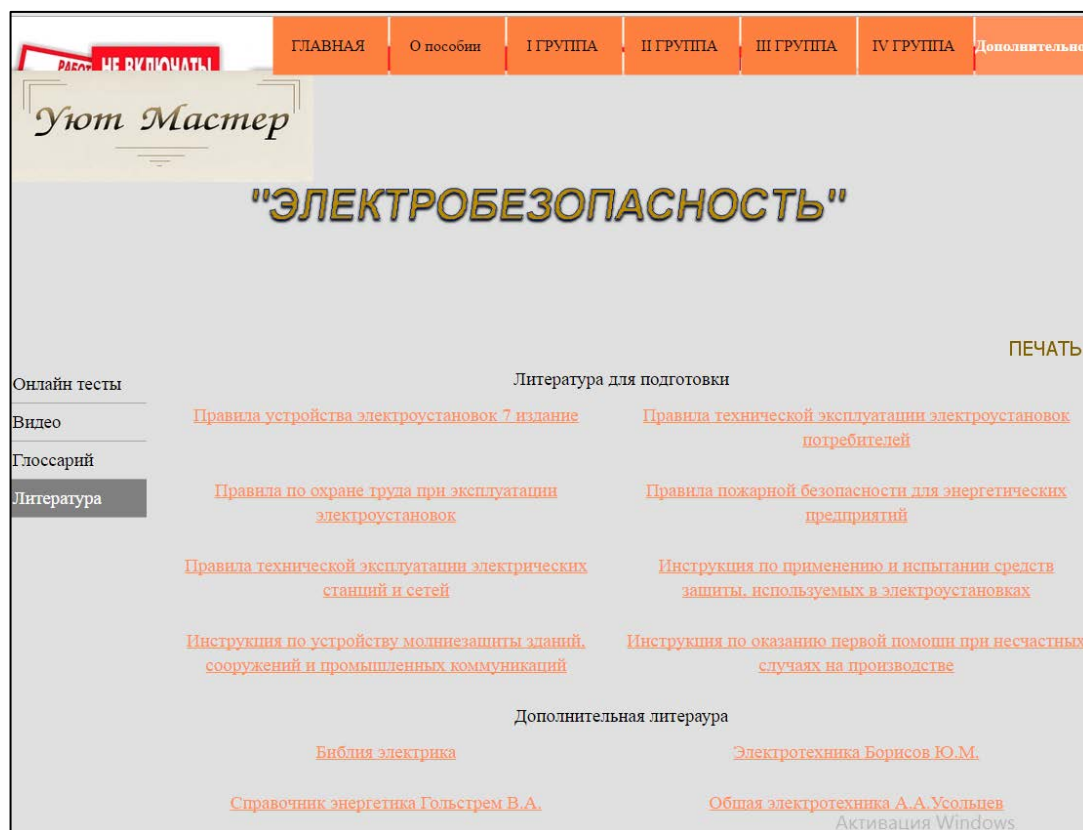 ГЛАВНАЯ О пособии I ГРУППА II ГРУППА III ГРУППА IV ГРУППА Дополнительно
НЕ ВКЛЮЧАТЬ!
Уют Мастер
"ЭЛЕКТРОБЕЗОПАСНОСТЬ"
ПЕЧАТЬ
Онлайн тесты
Видео
Глоссарий
Литература
Литература для подготовки
Правила устройства электроустановок 7 издание
Правила технической эксплуатации электроустановок
потребителей
Правила по охране труда при эксплуатации
электроустановок
Правила пожарной безопасности для энергетических
предприятий
Правила технической эксплуатации электрических
станций и сетей
Инструкция по применению и испытании средств
защиты, используемых в электроустановках
Инструкция по устройству молниезащиты зданий,
сооружений и промышленных коммуникаций
Инструкция по оказанию первой помощи при несчастных
случаях на производстве
Дополнительная литераура
Библия электрика
Электротехника Борисов Ю.М.
Справочник энергетика Гольстрем В.А.
Общая электротехника А.А.Усольцев
Активация Windows